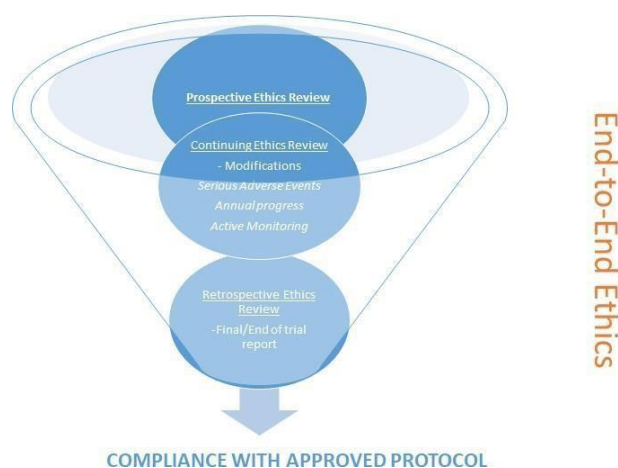 Prospective Ethics Review
Continuing Ethics Review
- Modifications
Serious Adverse Events
Annual progress
Active Monitoring
Retrospective Ethics
Review
-Final/End of trial
report
COMPLIANCE WITH APPROVED PROTOCOL
End-to-End Ethics